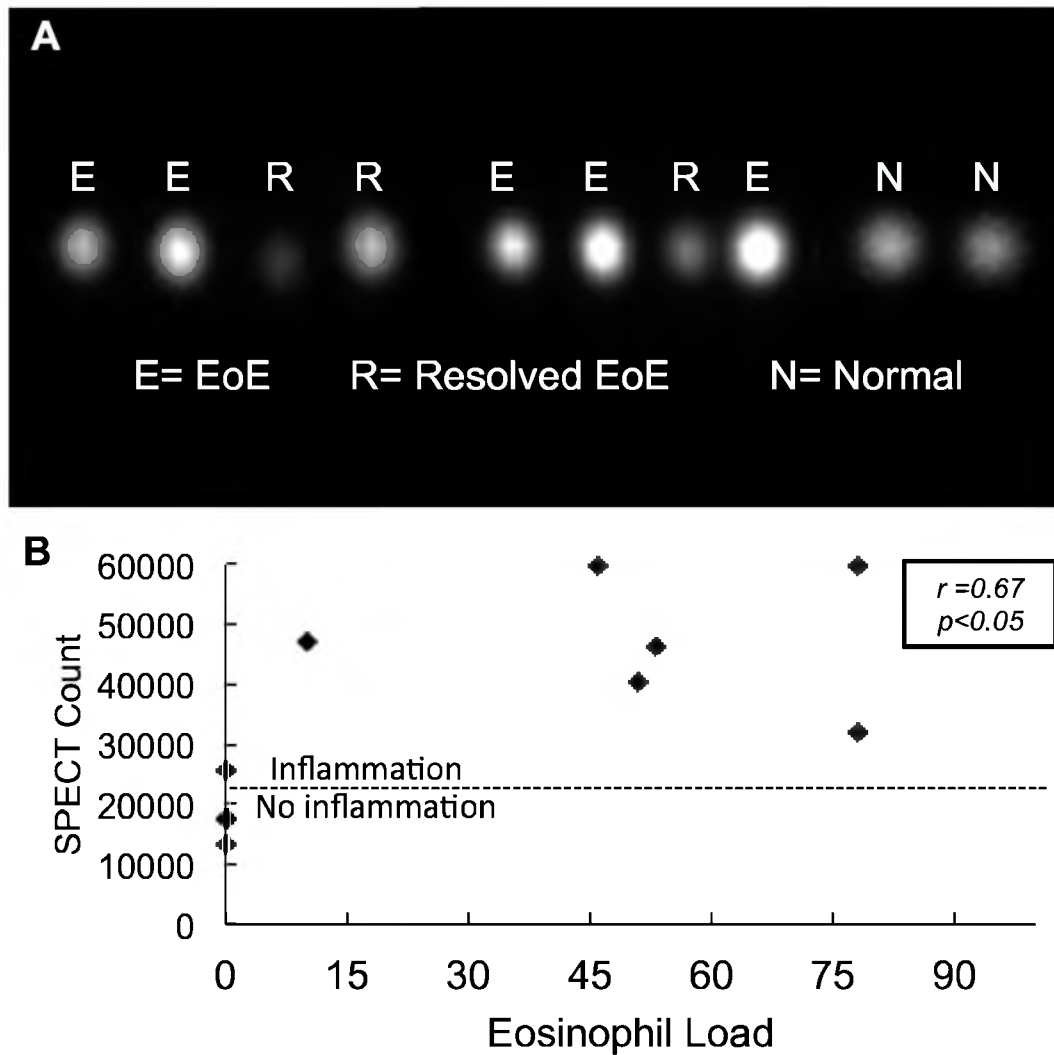 A
E E R R E E R E N N
E= EoE R= Resolved EoE N= Normal
B
60000
50000
40000
30000
20000
10000
0
SPECT Count
r =0.67
p<0.05
Inflammation
No inflammation
0 15 30 45 60 75 90
Eosinophil Load